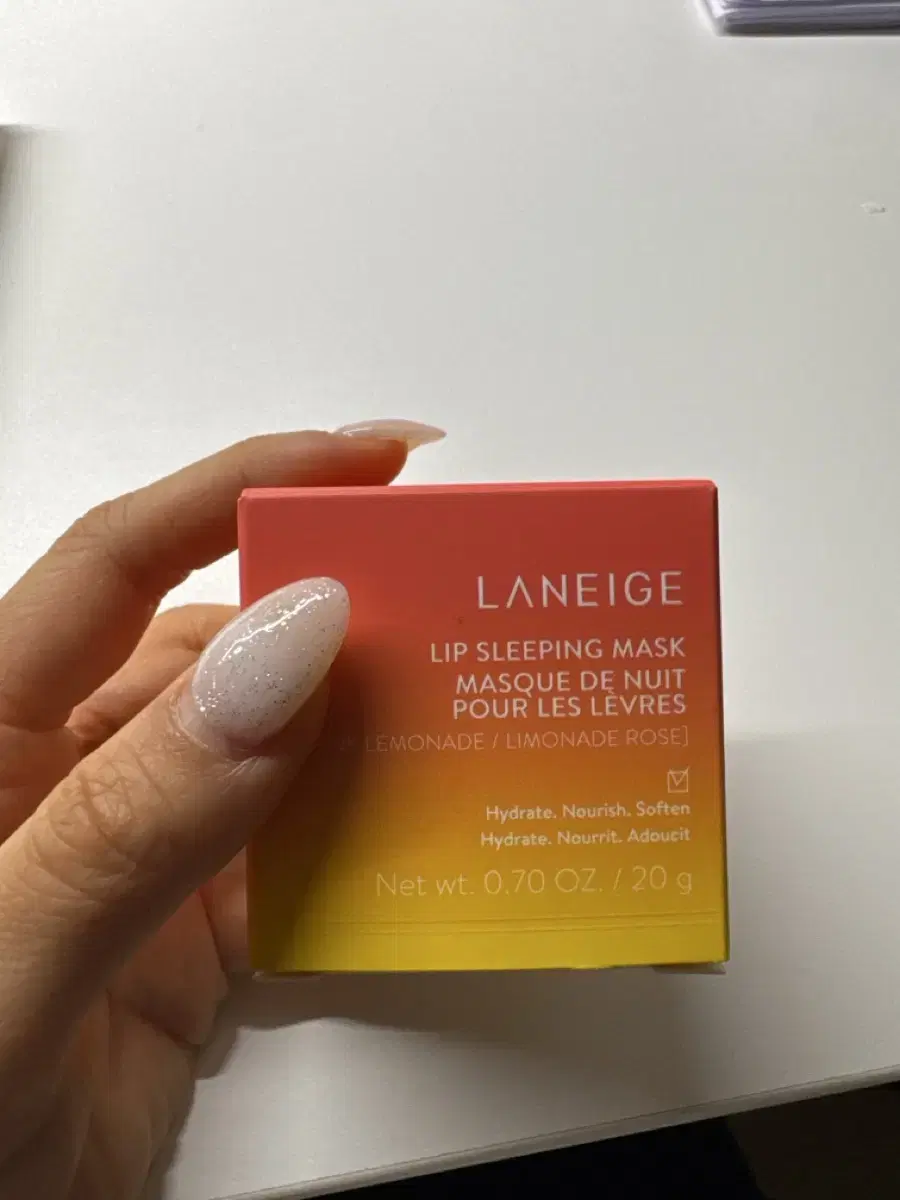 LANEIGE
LIP SLEEPING MASK
MASQUE DE NUIT
POUR LES LÈVRES
LEMONADE / LIMONADE ROSE]
Hydrate. Nourish. Soften
Hydrate. Nourrit. Adoucit
Net wt. 0.70 OZ. / 20 g